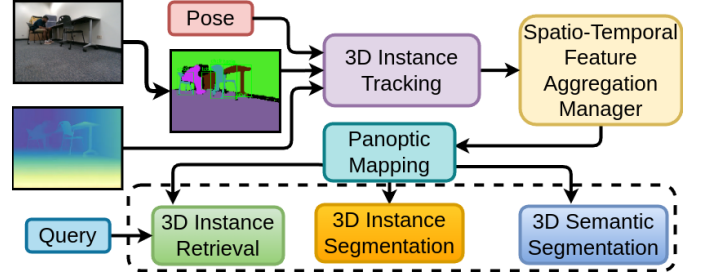 Pose
3D Instance
Tracking
Spatio-Temporal
Feature
Aggregation
Manager
Panoptic
Mapping
Query
3D Instance
Retrieval
3D Instance
Segmentation
3D Semantic
Segmentation